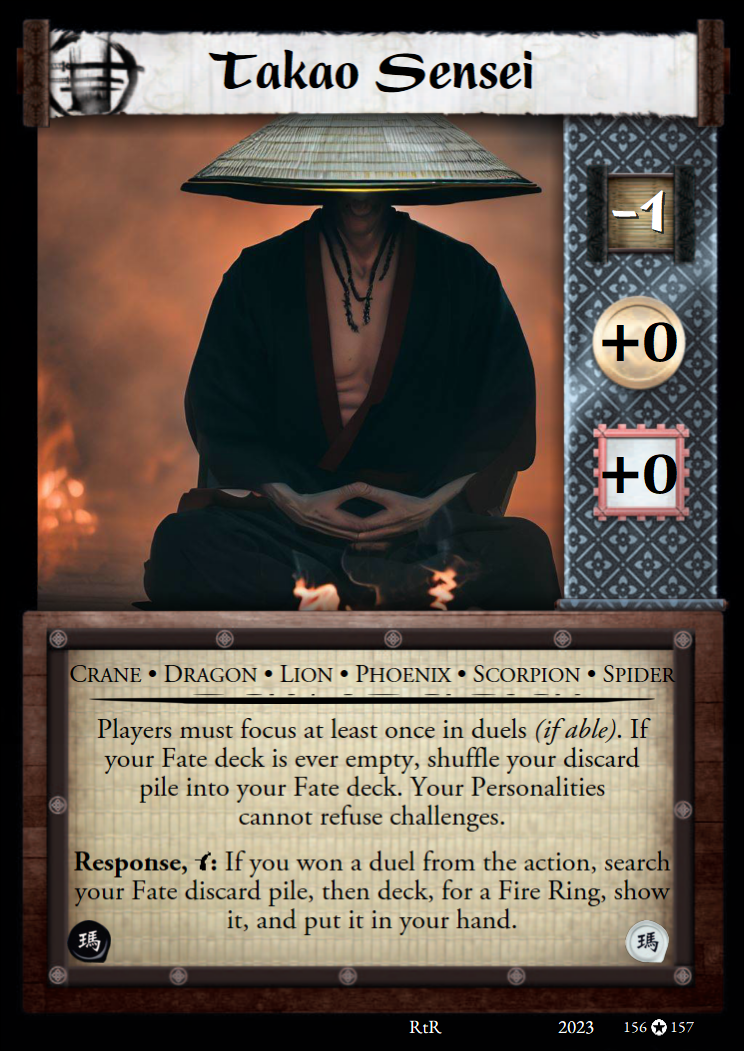 Takao Sensei
-1
+0
+0
CRANE • DRAGON • LION • PHOENIX • SCORPION • SPIDER
Players must focus at least once in duels (if able). If
your Fate deck is ever empty, shuffle your discard
pile into your Fate deck. Your Personalities
cannot refuse challenges.
Response, : If you won a duel from the action, search
your Fate discard pile, then deck, for a Fire Ring, show
it, and put it in your hand.
瑪 瑪
RtR 2023 156 ✪ 157